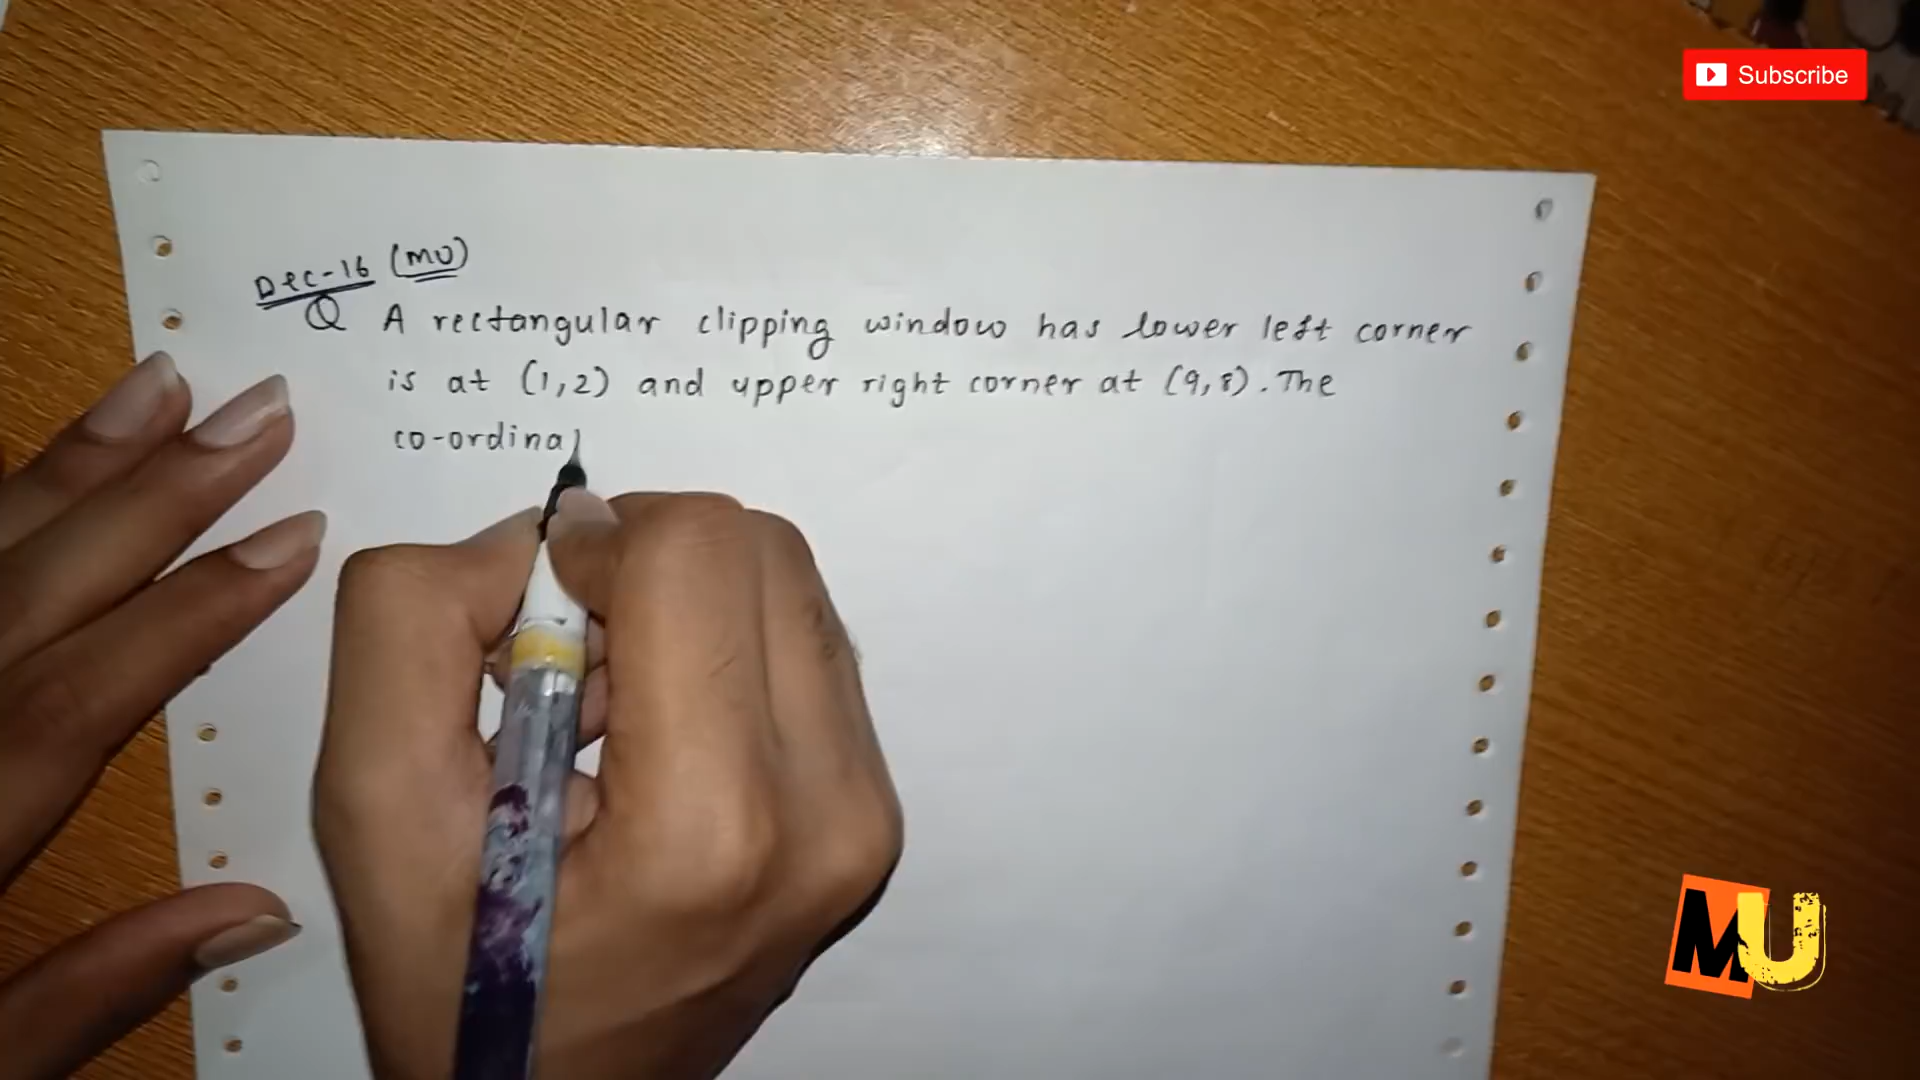 Subscribe
Dec-16 (MU)
Q A rectangular clipping window has lower left corner
is at (1,2) and upper right corner at (9,8). The
co-ordina
MU